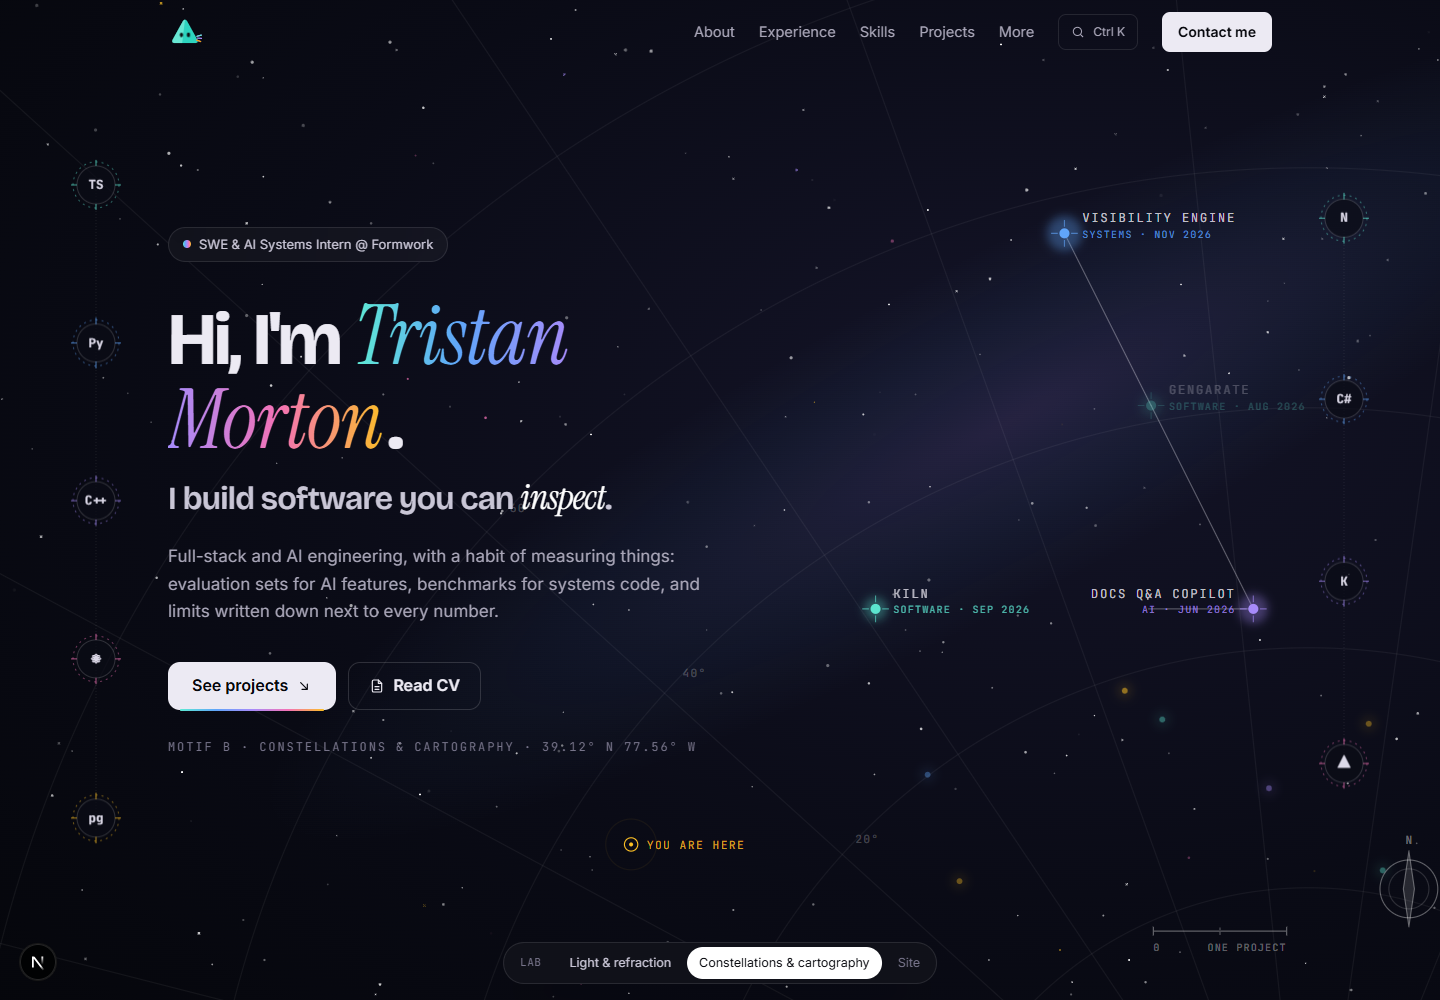 About Experience Skills Projects More Ctrl K Contact me
TS
N
VISIBILITY ENGINE
SYSTEMS · NOV 2026
SWE & AI Systems Intern @ Formwork
Hi, I'm Tristan
Morton.
Py
GENGARATE
SOFTWARE · AUG 2026
C#
I build software you can inspect.
C++
Full-stack and AI engineering, with a habit of measuring things:
evaluation sets for AI features, benchmarks for systems code, and
limits written down next to every number.
KILN
SOFTWARE · SEP 2026
DOCS Q&A COPILOT
AI · JUN 2026
K
See projects
Read CV
40°
MOTIF B · CONSTELLATIONS & CARTOGRAPHY · 39.12° N 77.56° W
pg
YOU ARE HERE
20°
N
0 ONE PROJECT
N
LAB Light & refraction Constellations & cartography Site